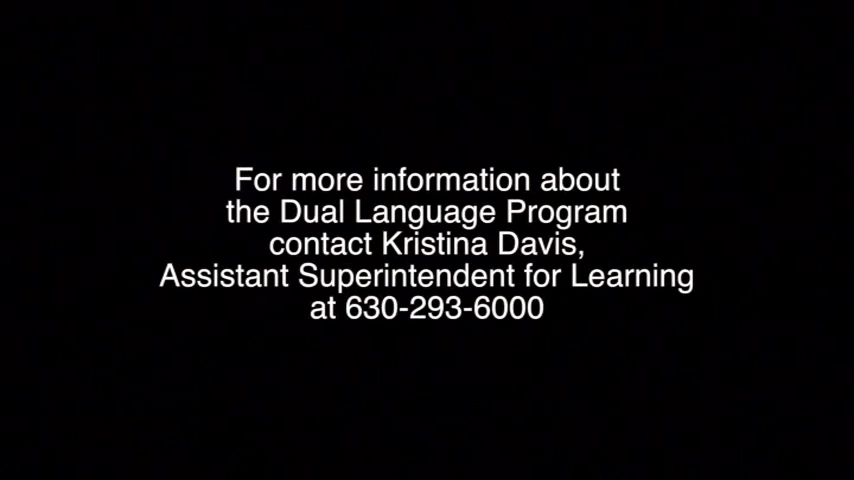 For more information about
the Dual Language Program
contact Kristina Davis,
Assistant Superintendent for Learning
at 630-293-6000